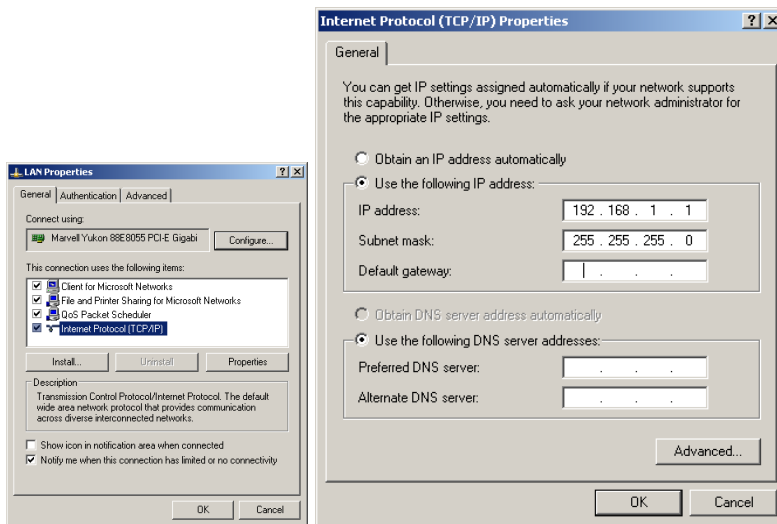 LAN Properties
General Authentication Advanced
Connect using:
Marvell Yukon 88E8055 PCI-E Gigabi Configure...
This connection uses the following items:
Client for Microsoft Networks
File and Printer Sharing for Microsoft Networks
QoS Packet Scheduler
Internet Protocol (TCP/IP)
Install... Uninstall Properties
Description
Transmission Control Protocol/Internet Protocol. The default
wide area network protocol that provides communication
across diverse interconnected networks.
Show icon in notification area when connected
Notify me when this connection has limited or no connectivity
OK Cancel
Internet Protocol (TCP/IP) Properties
General
You can get IP settings assigned automatically if your network supports
this capability. Otherwise, you need to ask your network administrator for
the appropriate IP settings.
Obtain an IP address automatically
Use the following IP address:
IP address: 192 . 168 . 1 . 1
Subnet mask: 255 . 255 . 255 . 0
Default gateway: . . .
Obtain DNS server address automatically
Use the following DNS server addresses:
Preferred DNS server: . . .
Alternate DNS server: . . .
Advanced...
OK Cancel